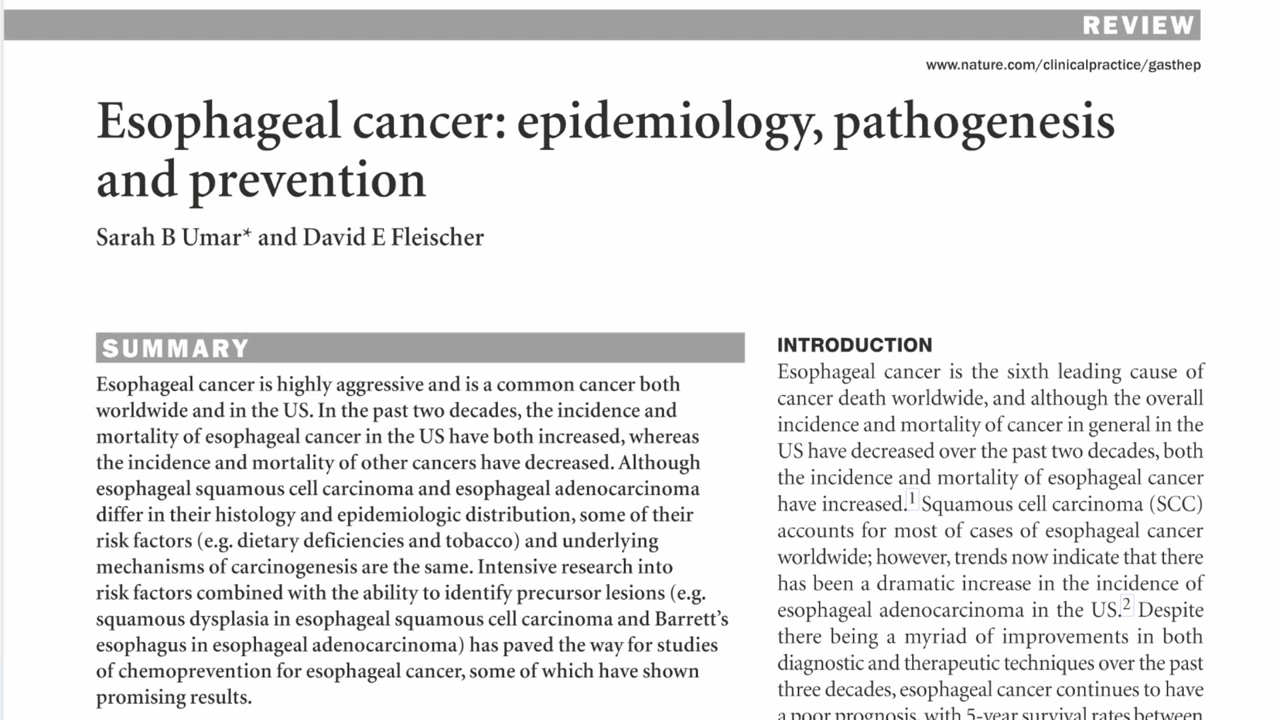 REVIEW
www.nature.com/clinicalpractice/gasthep
Esophageal cancer: epidemiology, pathogenesis
and prevention
Sarah B Umar* and David E Fleischer
SUMMARY
Esophageal cancer is highly aggressive and is a common cancer both
worldwide and in the US. In the past two decades, the incidence and
mortality of esophageal cancer in the US have both increased, whereas
the incidence and mortality of other cancers have decreased. Although
esophageal squamous cell carcinoma and esophageal adenocarcinoma
differ in their histology and epidemiologic distribution, some of their
risk factors (e.g. dietary deficiencies and tobacco) and underlying
mechanisms of carcinogenesis are the same. Intensive research into
risk factors combined with the ability to identify precursor lesions (e.g.
squamous dysplasia in esophageal squamous cell carcinoma and Barrett's
esophagus in esophageal adenocarcinoma) has paved the way for studies
of chemoprevention for esophageal cancer, some of which have shown
promising results.
INTRODUCTION
Esophageal cancer is the sixth leading cause of
cancer death worldwide, and although the overall
incidence and mortality of cancer in general in the
US have decreased over the past two decades, both
the incidence and mortality of esophageal cancer
have increased.1 Squamous cell carcinoma (SCC)
accounts for most of cases of esophageal cancer
worldwide; however, trends now indicate that there
has been a dramatic increase in the incidence of
esophageal adenocarcinoma in the US.2 Despite
there being a myriad of improvements in both
diagnostic and therapeutic techniques over the past
three decades, esophageal cancer continues to have
a poor prognosis, with 5-year survival rates between